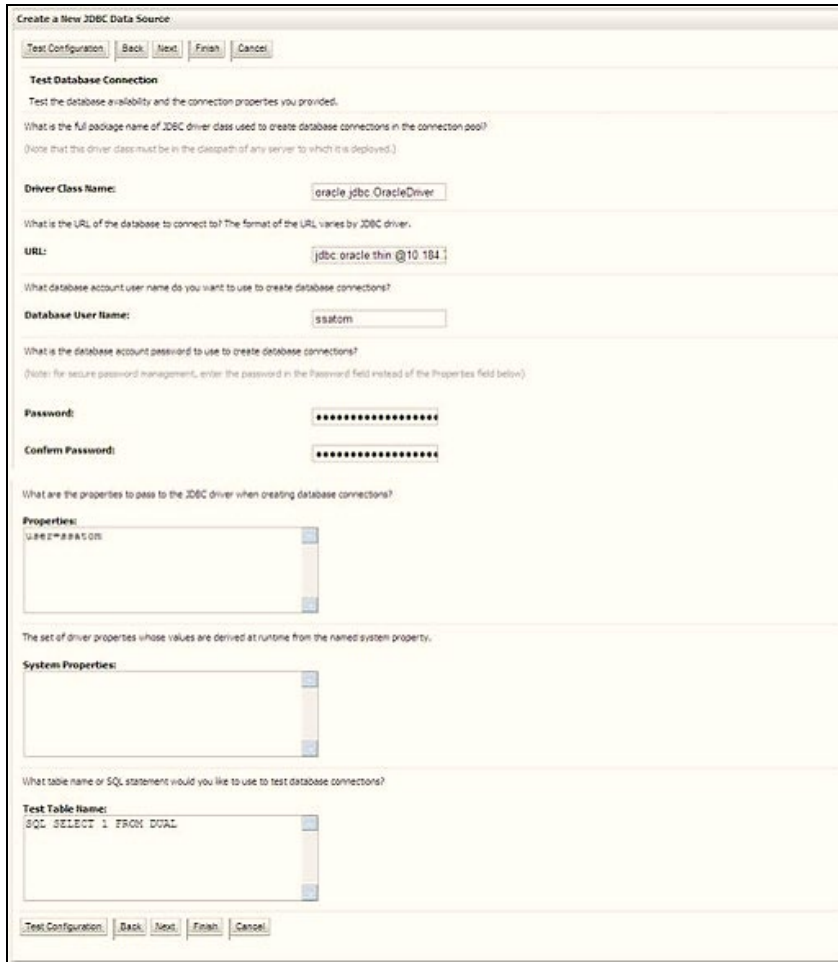 Create a New JDBC Data Source
Test Configuration Back Next Finish Cancel
Test Database Connection
Test the database availability and the connection properties you provided.
What is the full package name of JDBC driver class used to create database connections in the connection pool?
(Note that this driver class must be in the classpath of any server to which it is deployed.)
Driver Class Name: oracle.jdbc.OracleDriver
What is the URL of the database to connect to? The format of the URL varies by JDBC driver.
URL: jdbc:oracle:thin:@10.184.
What database account user name do you want to use to create database connections?
Database User Name: ssatom
What is the database account password to use to create database connections?
(Note: for secure password management, enter the password in the Password field instead of the Properties field below)
Password: ••••••••••••••••••
Confirm Password: ••••••••••••••••••
What are the properties to pass to the JDBC driver when creating database connections?
Properties:
user=ssatom
The set of driver properties whose values are derived at runtime from the named system property.
System Properties:
What table name or SQL statement would you like to use to test database connections?
Test Table Name:
SQL SELECT 1 FROM DUAL
Test Configuration Back Next Finish Cancel